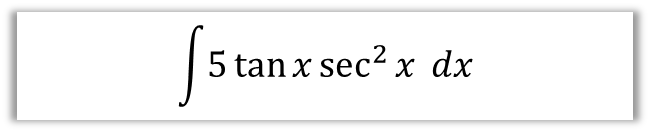 ∫ 5 tan x sec² x dx